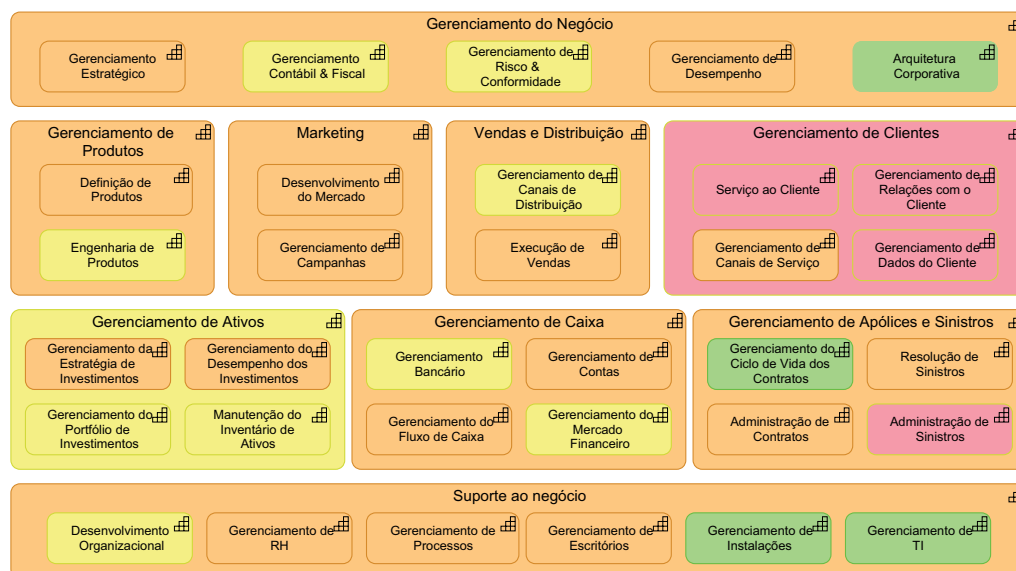 Gerenciamento do Negócio
Gerenciamento
Estratégico
Gerenciamento
Contábil & Fiscal
Gerenciamento de
Risco &
Conformidade
Gerenciamento de
Desempenho
Arquitetura
Corporativa
Gerenciamento de
Produtos
Definição de
Produtos
Engenharia de
Produtos
Marketing
Desenvolvimento
do Mercado
Gerenciamento de
Campanhas
Vendas e Distribuição
Gerenciamento de
Canais de
Distribuição
Execução de
Vendas
Gerenciamento de Clientes
Serviço ao Cliente
Gerenciamento de
Relações com o
Cliente
Gerenciamento de
Canais de Serviço
Gerenciamento de
Dados do Cliente
Gerenciamento de Ativos
Gerenciamento da
Estratégia de
Investimentos
Gerenciamento do
Desempenho dos
Investimentos
Gerenciamento do
Portfólio de
Investimentos
Manutenção do
Inventário de
Ativos
Gerenciamento de Caixa
Gerenciamento
Bancário
Gerenciamento de
Contas
Gerenciamento do
Fluxo de Caixa
Gerenciamento do
Mercado
Financeiro
Gerenciamento de Apólices e Sinistros
Gerenciamento do
Ciclo de Vida dos
Contratos
Resolução de
Sinistros
Administração de
Contratos
Administração de
Sinistros
Suporte ao negócio
Desenvolvimento
Organizacional
Gerenciamento de
RH
Gerenciamento de
Processos
Gerenciamento de
Escritórios
Gerenciamento de
Instalações
Gerenciamento de
TI